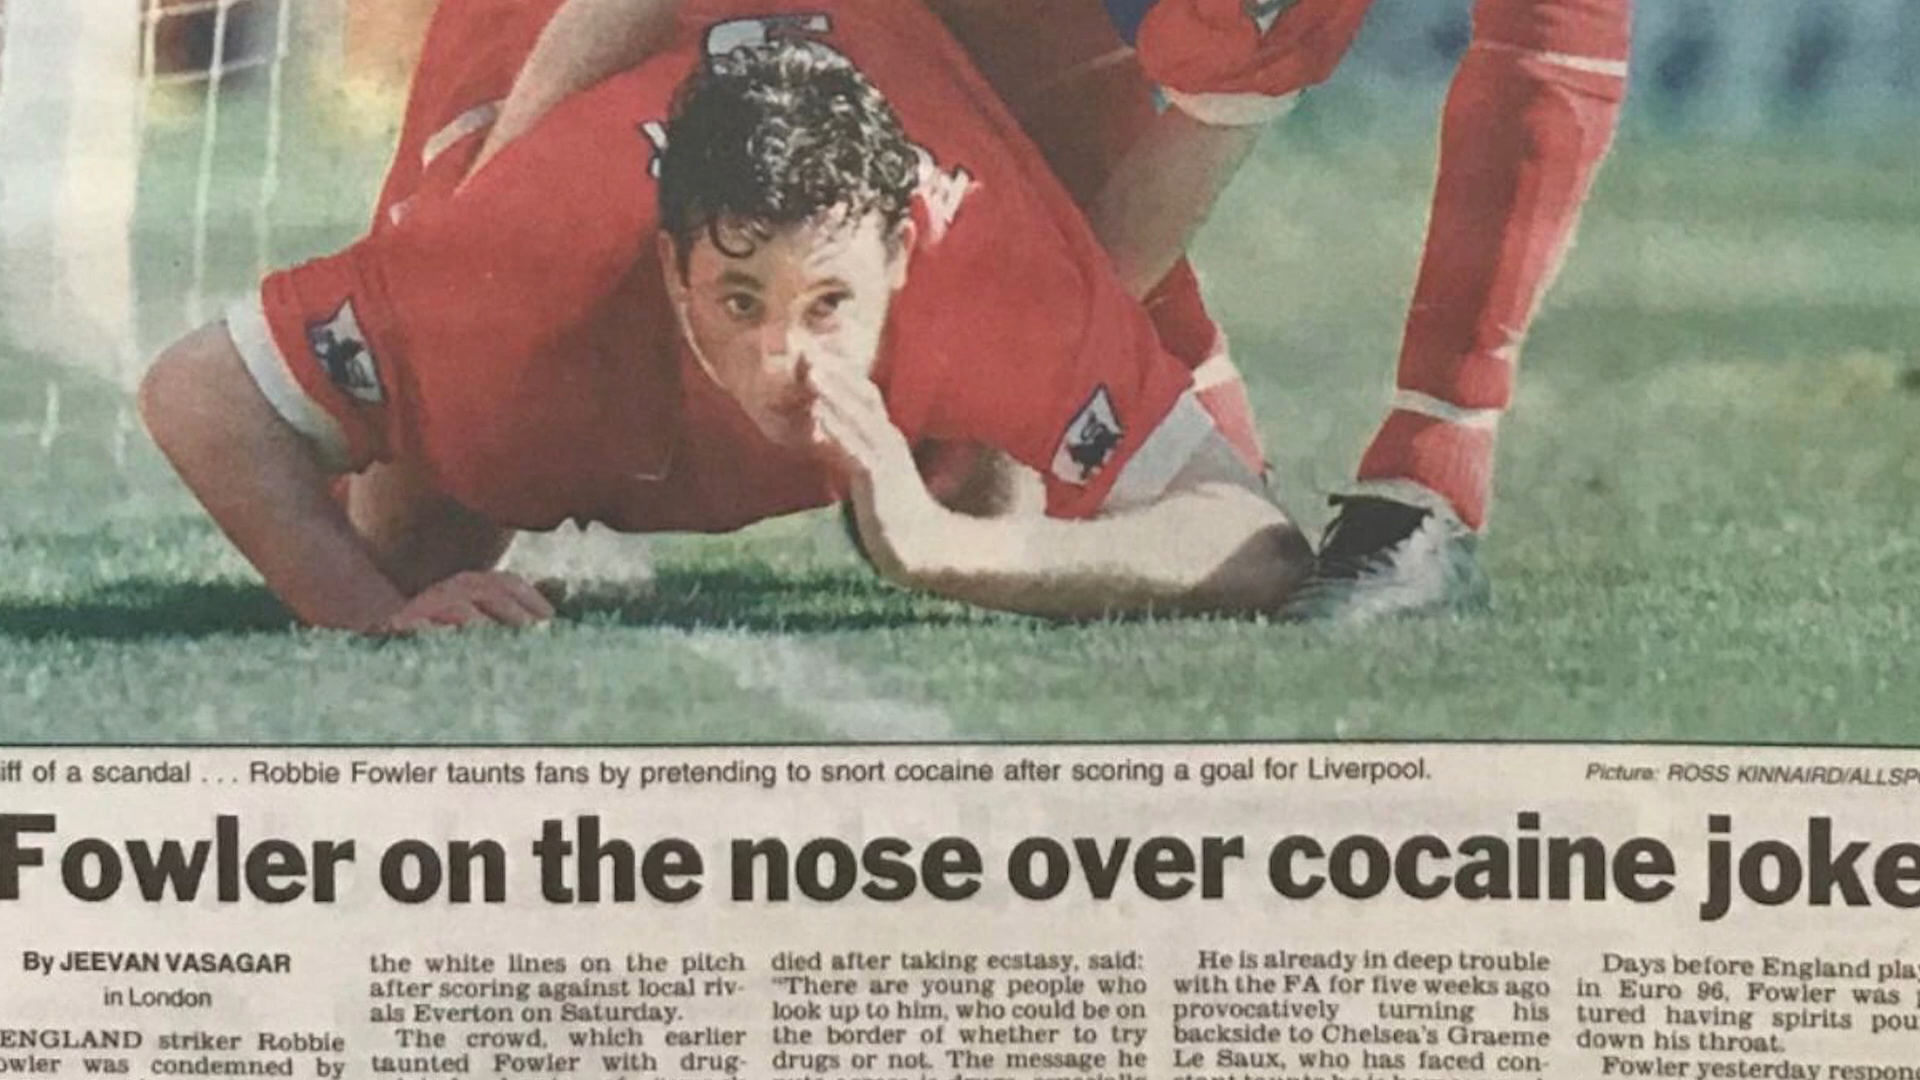 iff of a scandal . . . Robbie Fowler taunts fans by pretending to snort cocaine after scoring a goal for Liverpool.
Picture: ROSS KINNAIRD/ALLSP
Fowler on the nose over cocaine joke
By JEEVAN VASAGAR
in London
ENGLAND striker Robbie
owler was condemned by
the white lines on the pitch
after scoring against local riv-
als Everton on Saturday.
The crowd, which earlier
taunted Fowler with drug-
died after taking ecstasy, said:
"There are young people who
look up to him, who could be on
the border of whether to try
drugs or not. The message he
He is already in deep trouble
with the FA for five weeks ago
provocatively turning his
backside to Chelsea's Graeme
Le Saux, who has faced con-
Days before England pla
in Euro 96, Fowler was
tured having spirits pou
down his throat.
Fowler yesterday respon